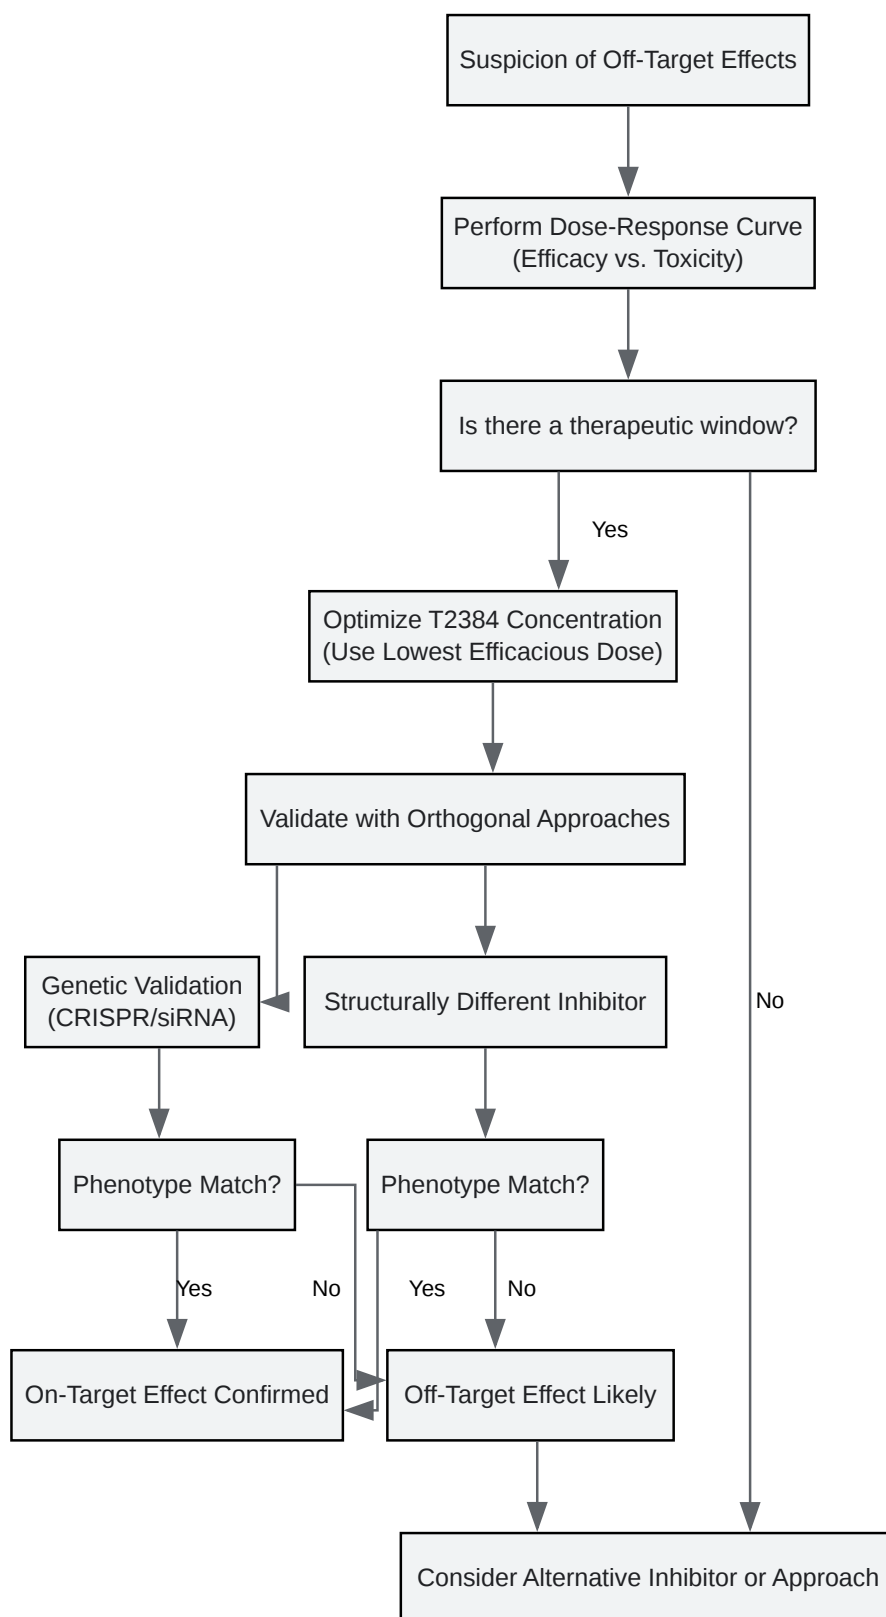 Suspicion of Off-Target Effects
Perform Dose-Response Curve
(Efficacy vs. Toxicity)
Is there a therapeutic window?
Yes
Optimize T2384 Concentration
(Use Lowest Efficacious Dose)
Validate with Orthogonal Approaches
Genetic Validation
(CRISPR/siRNA)
Structurally Different Inhibitor
No
Phenotype Match?
Phenotype Match?
Yes
No
Yes
No
On-Target Effect Confirmed
Off-Target Effect Likely
Consider Alternative Inhibitor or Approach